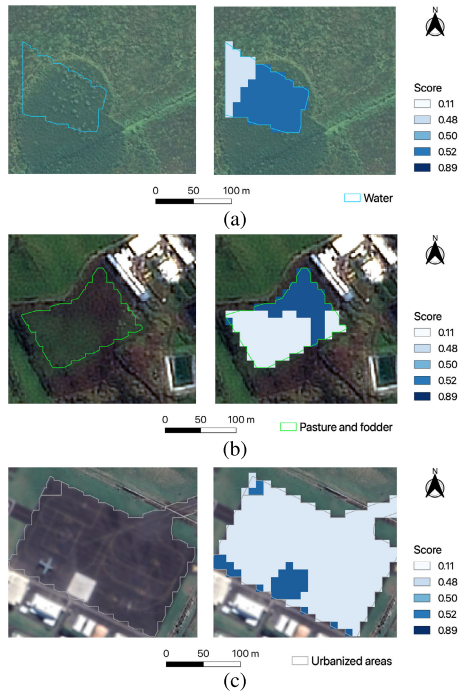 N
Score
0.11
0.48
0.50
0.52
0.89
0 50 100 m
Water
(a)
N
Score
0.11
0.48
0.50
0.52
0.89
0 50 100 m
Pasture and fodder
(b)
N
Score
0.11
0.48
0.50
0.52
0.89
0 50 100 m
Urbanized areas
(c)